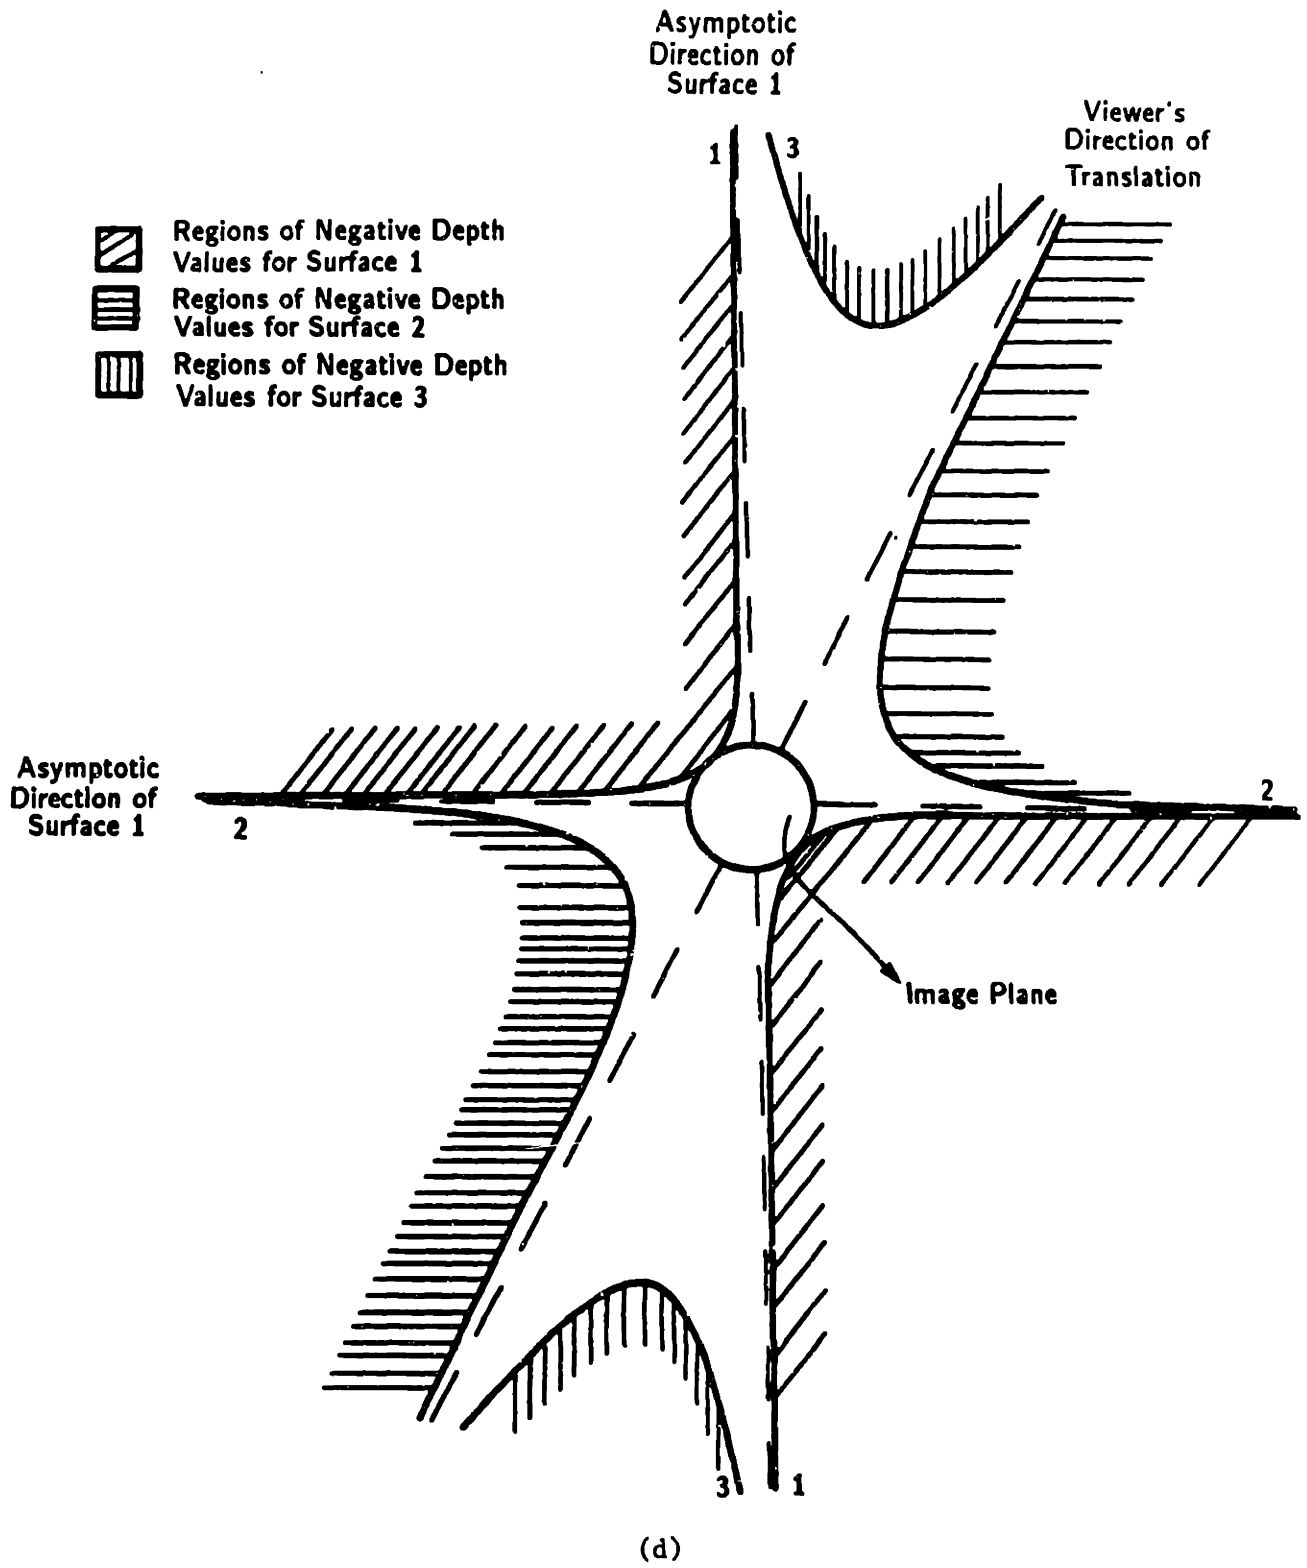 Asymptotic
Direction of
Surface 1
Viewer's
Direction of
Translation
1
3
Regions of Negative Depth
Values for Surface 1
Regions of Negative Depth
Values for Surface 2
Regions of Negative Depth
Values for Surface 3
Asymptotic
Direction of
Surface 1
2
2
Image Plane
3
1
(d)